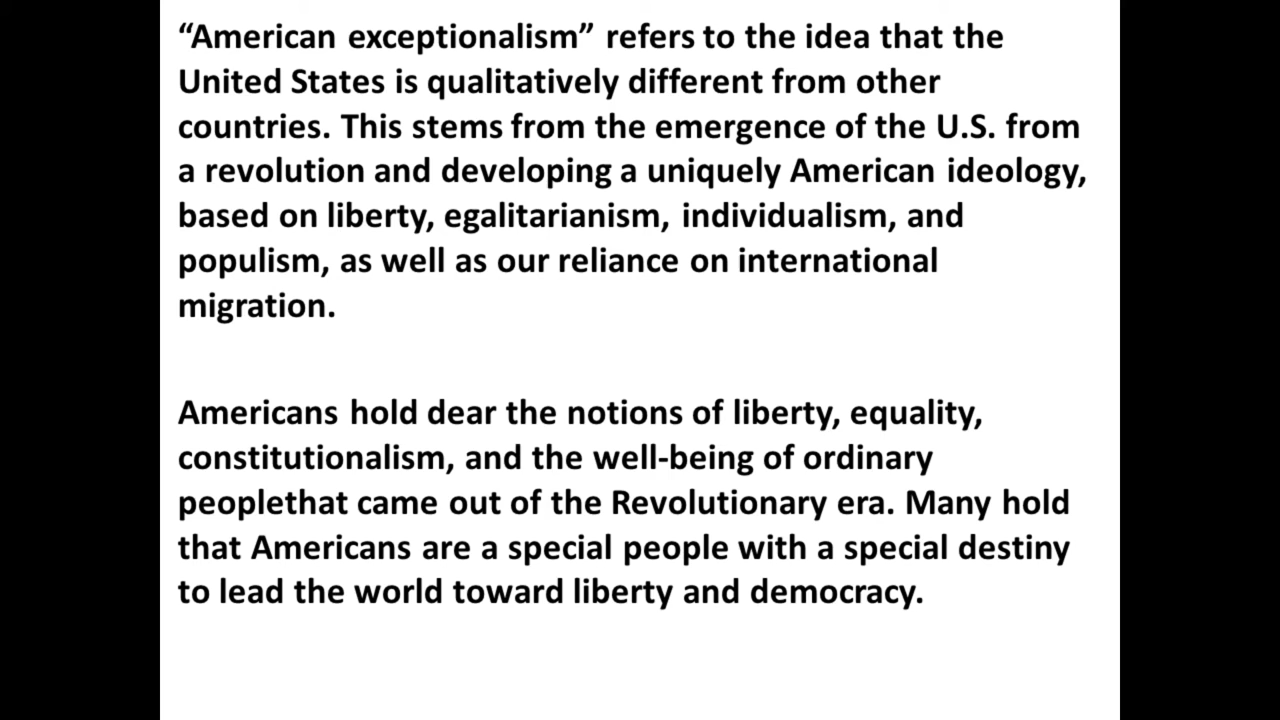 “American exceptionalism” refers to the idea that the
United States is qualitatively different from other
countries. This stems from the emergence of the U.S. from
a revolution and developing a uniquely American ideology,
based on liberty, egalitarianism, individualism, and
populism, as well as our reliance on international
migration.
Americans hold dear the notions of liberty, equality,
constitutionalism, and the well-being of ordinary
peoplethat came out of the Revolutionary era. Many hold
that Americans are a special people with a special destiny
to lead the world toward liberty and democracy.